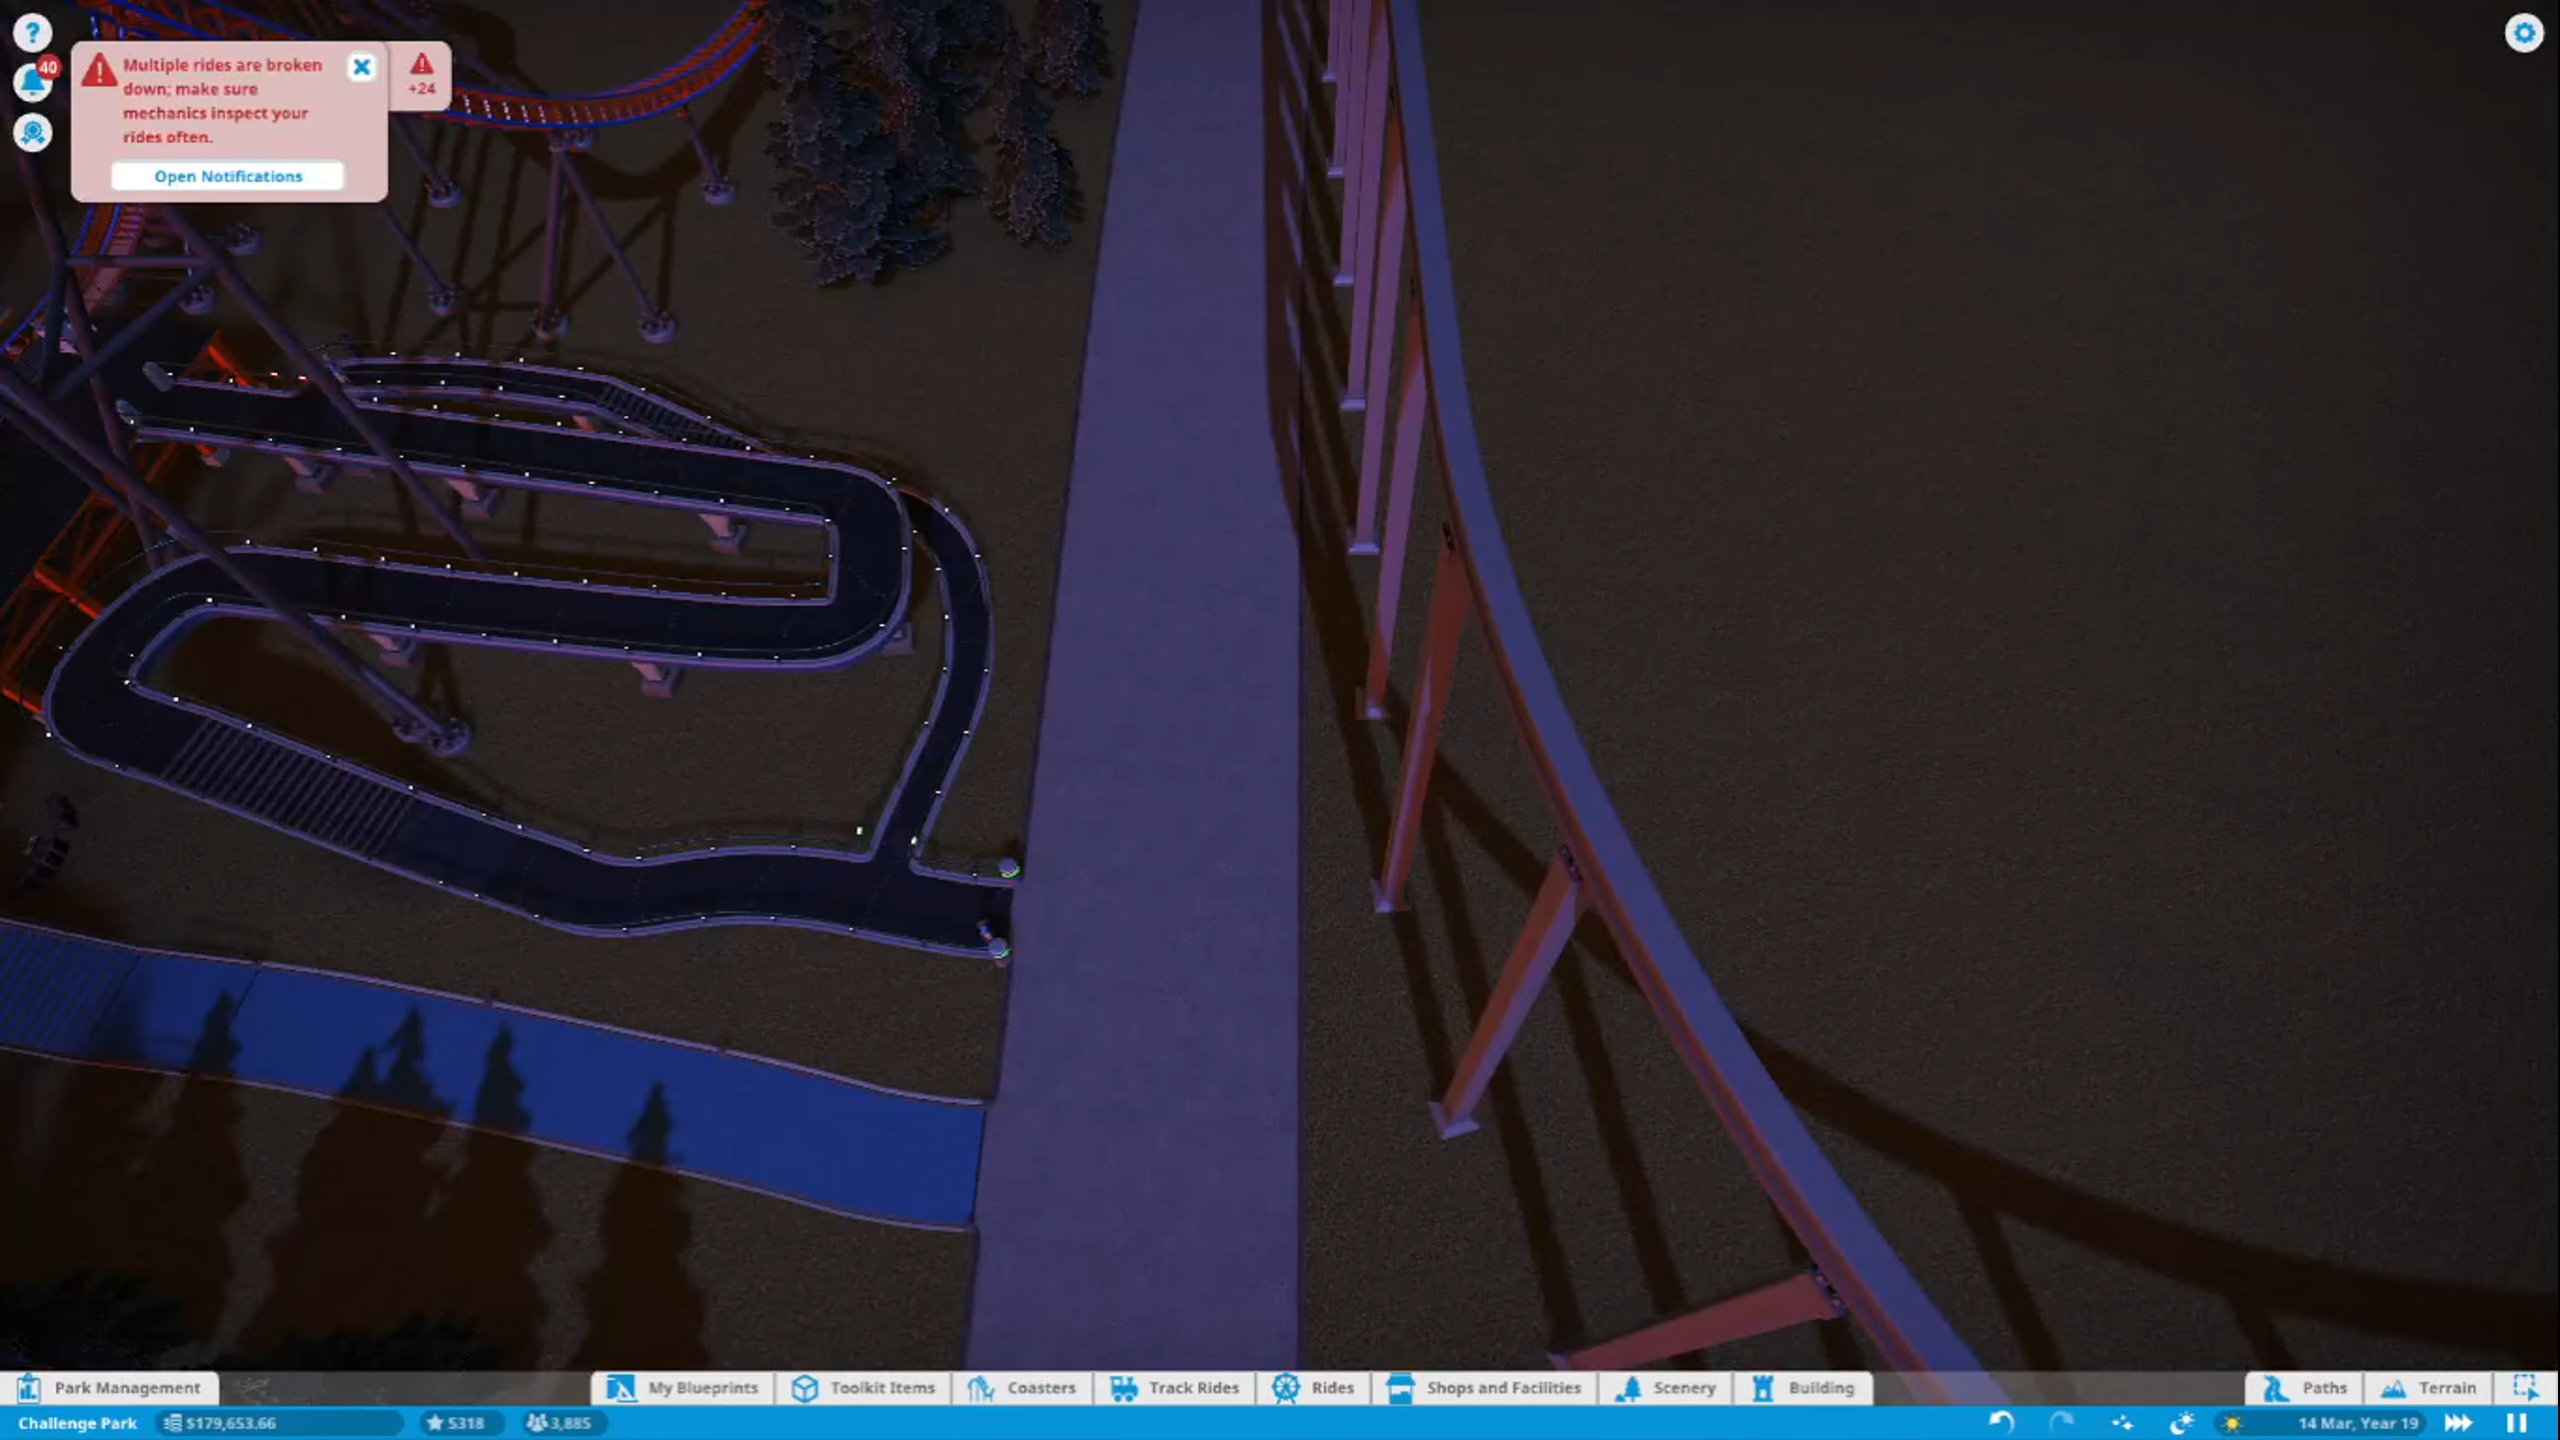 ?
40
Multiple rides are broken
down; make sure
mechanics inspect your
rides often.
+24
Open Notifications
Park Management
My Blueprints
Toolkit Items
Coasters
Track Rides
Rides
Shops and Facilities
Scenery
Building
Paths
Terrain
Challenge Park
$179,653.66
5318
3,885
14 Mar, Year 19